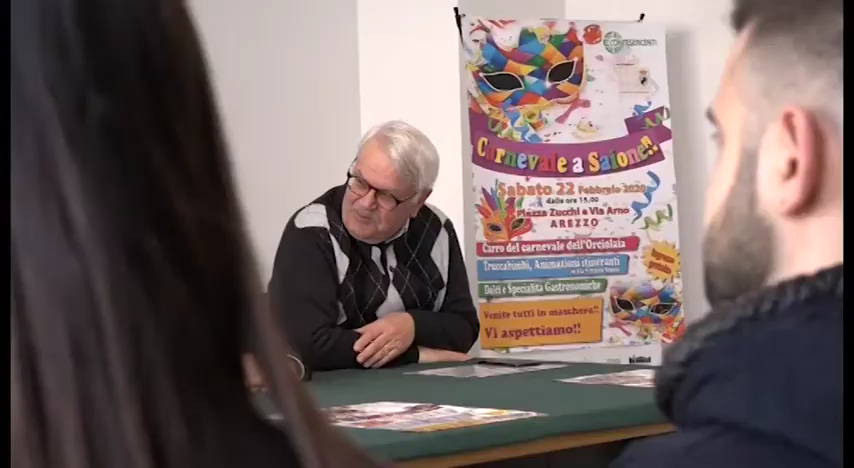 Carnevale a Saione!!
Sabato 22 Febbraio 2020
dalle ore 15,00
Piazza Zucchi e Via Arno
AREZZO
Carro del carnevale dell'Orciolaia
Truccabimbi, Animazioni itineranti
Dolci e Specialità Gastronomiche
Venite tutti in maschera!!
Vi aspettiamo!!